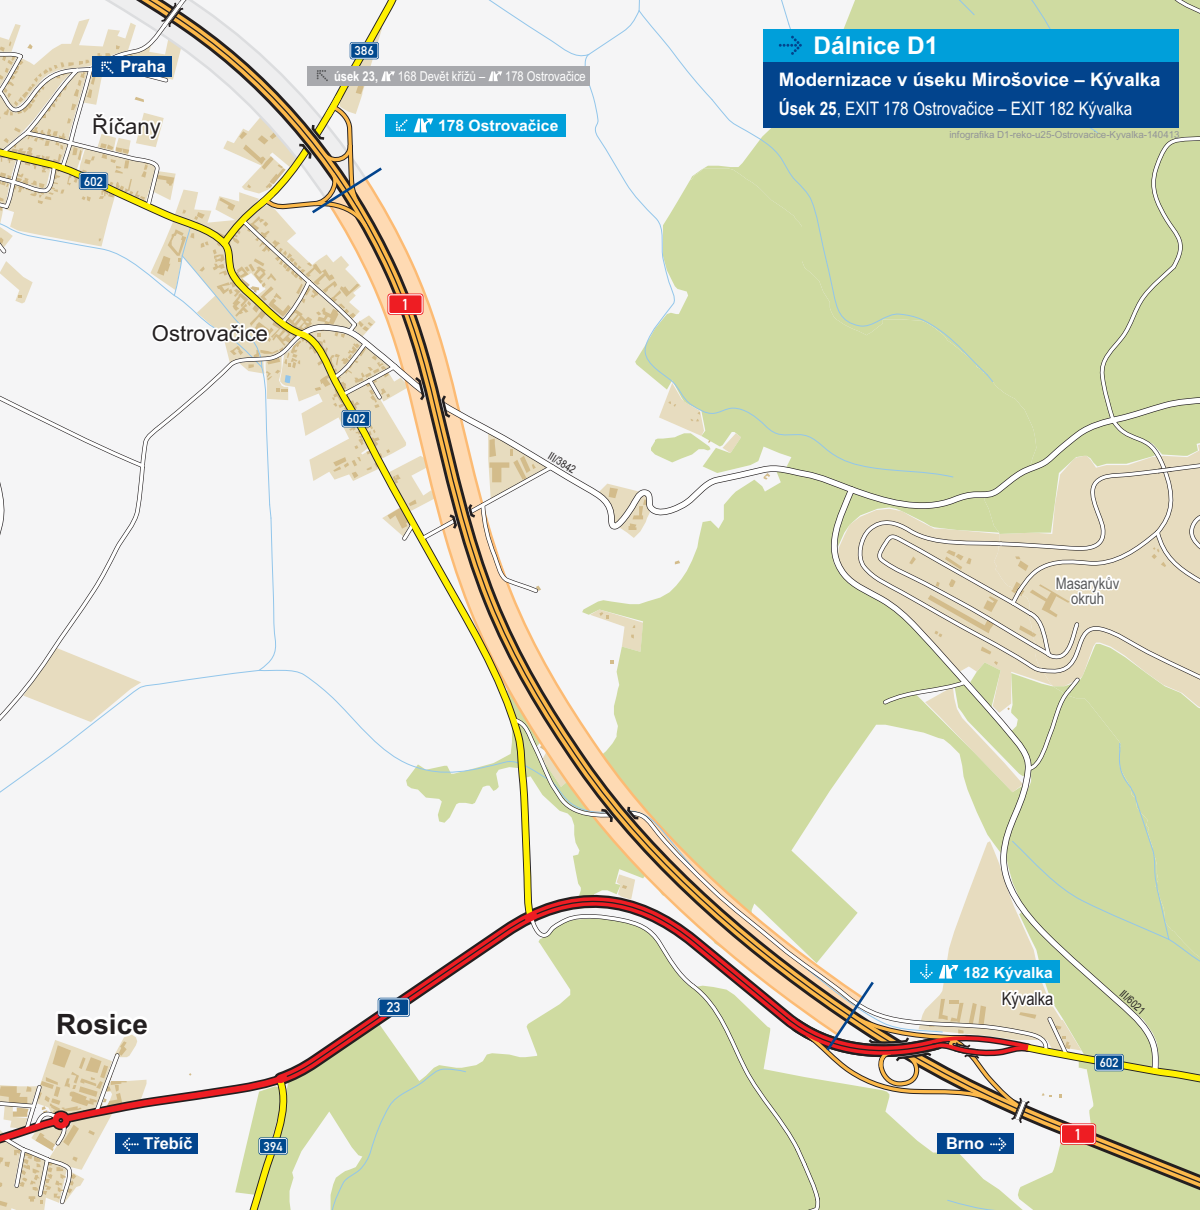 Dálnice D1
Modernizace v úseku Mirošovice – Kývalka
Úsek 25, EXIT 178 Ostrovačice – EXIT 182 Kývalka
infografika D1-reko-u25-Ostrovacice-Kyvalka-140413
386
Praha
úsek 23, 168 Devět křížů – 178 Ostrovačice
Říčany
178 Ostrovačice
602
1
Ostrovačice
602
III/3842
Masarykův
okruh
182 Kývalka
Kývalka
III/6021
23
Rosice
602
1
Třebíč
394
Brno